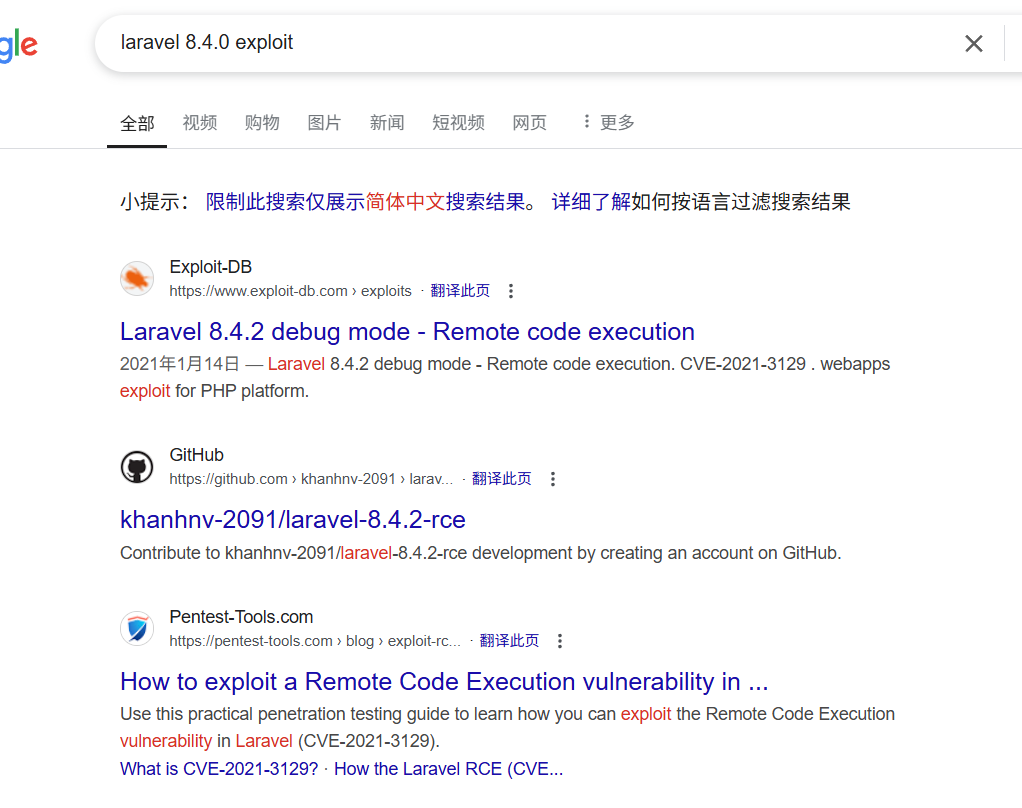 gle
laravel 8.4.0 exploit
全部 视频 购物 图片 新闻 短视频 网页 更多
小提示： 限制此搜索仅展示简体中文搜索结果。 详细了解如何按语言过滤搜索结果
Exploit-DB
https://www.exploit-db.com › exploits · 翻译此页
Laravel 8.4.2 debug mode - Remote code execution
2021年1月14日 — Laravel 8.4.2 debug mode - Remote code execution. CVE-2021-3129 . webapps
exploit for PHP platform.
GitHub
https://github.com › khanhnv-2091 › larav... · 翻译此页
khanhnv-2091/laravel-8.4.2-rce
Contribute to khanhnv-2091/laravel-8.4.2-rce development by creating an account on GitHub.
Pentest-Tools.com
https://pentest-tools.com › blog › exploit-rc... · 翻译此页
How to exploit a Remote Code Execution vulnerability in ...
Use this practical penetration testing guide to learn how you can exploit the Remote Code Execution
vulnerability in Laravel (CVE-2021-3129).
What is CVE-2021-3129? · How the Laravel RCE (CVE...